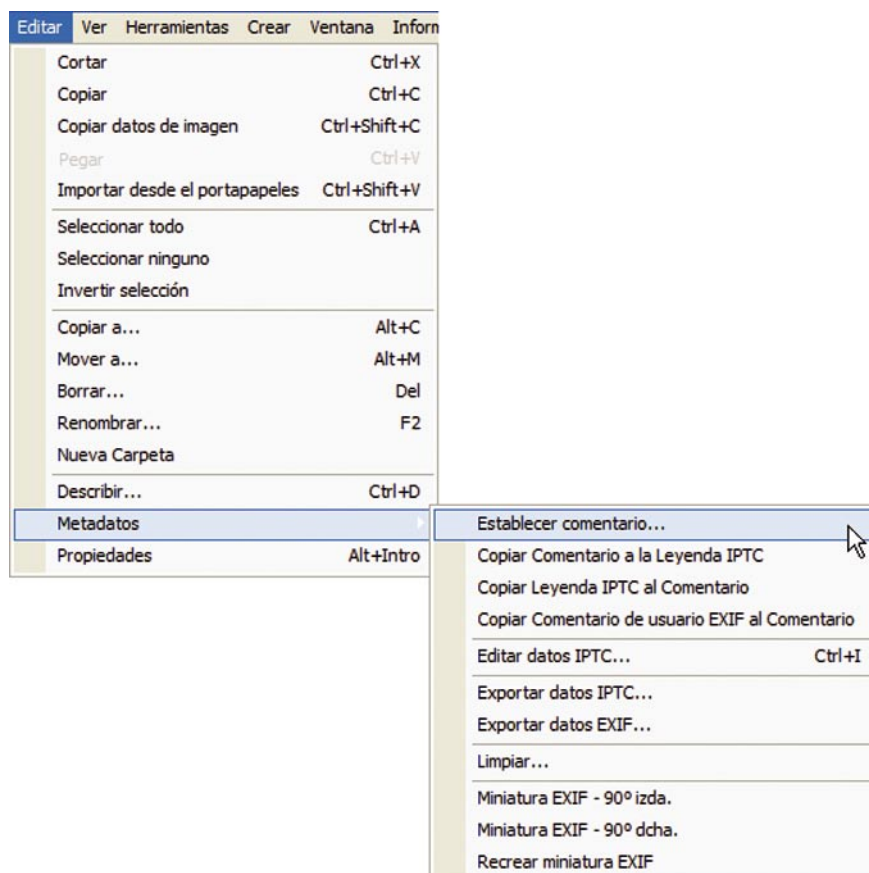 Editar Ver Herramientas Crear Ventana Inform
Cortar Ctrl+X
Copiar Ctrl+C
Copiar datos de imagen Ctrl+Shift+C
Pegar Ctrl+V
Importar desde el portapapeles Ctrl+Shift+V
Seleccionar todo Ctrl+A
Seleccionar ninguno
Invertir selección
Copiar a... Alt+C
Mover a... Alt+M
Borrar... Del
Renombrar... F2
Nueva Carpeta
Describir... Ctrl+D
Metadatos
Propiedades Alt+Intro
Establecer comentario...
Copiar Comentario a la Leyenda IPTC
Copiar Leyenda IPTC al Comentario
Copiar Comentario de usuario EXIF al Comentario
Editar datos IPTC... Ctrl+I
Exportar datos IPTC...
Exportar datos EXIF...
Limpiar...
Miniatura EXIF - 90º izda.
Miniatura EXIF - 90º dcha.
Recrear miniatura EXIF